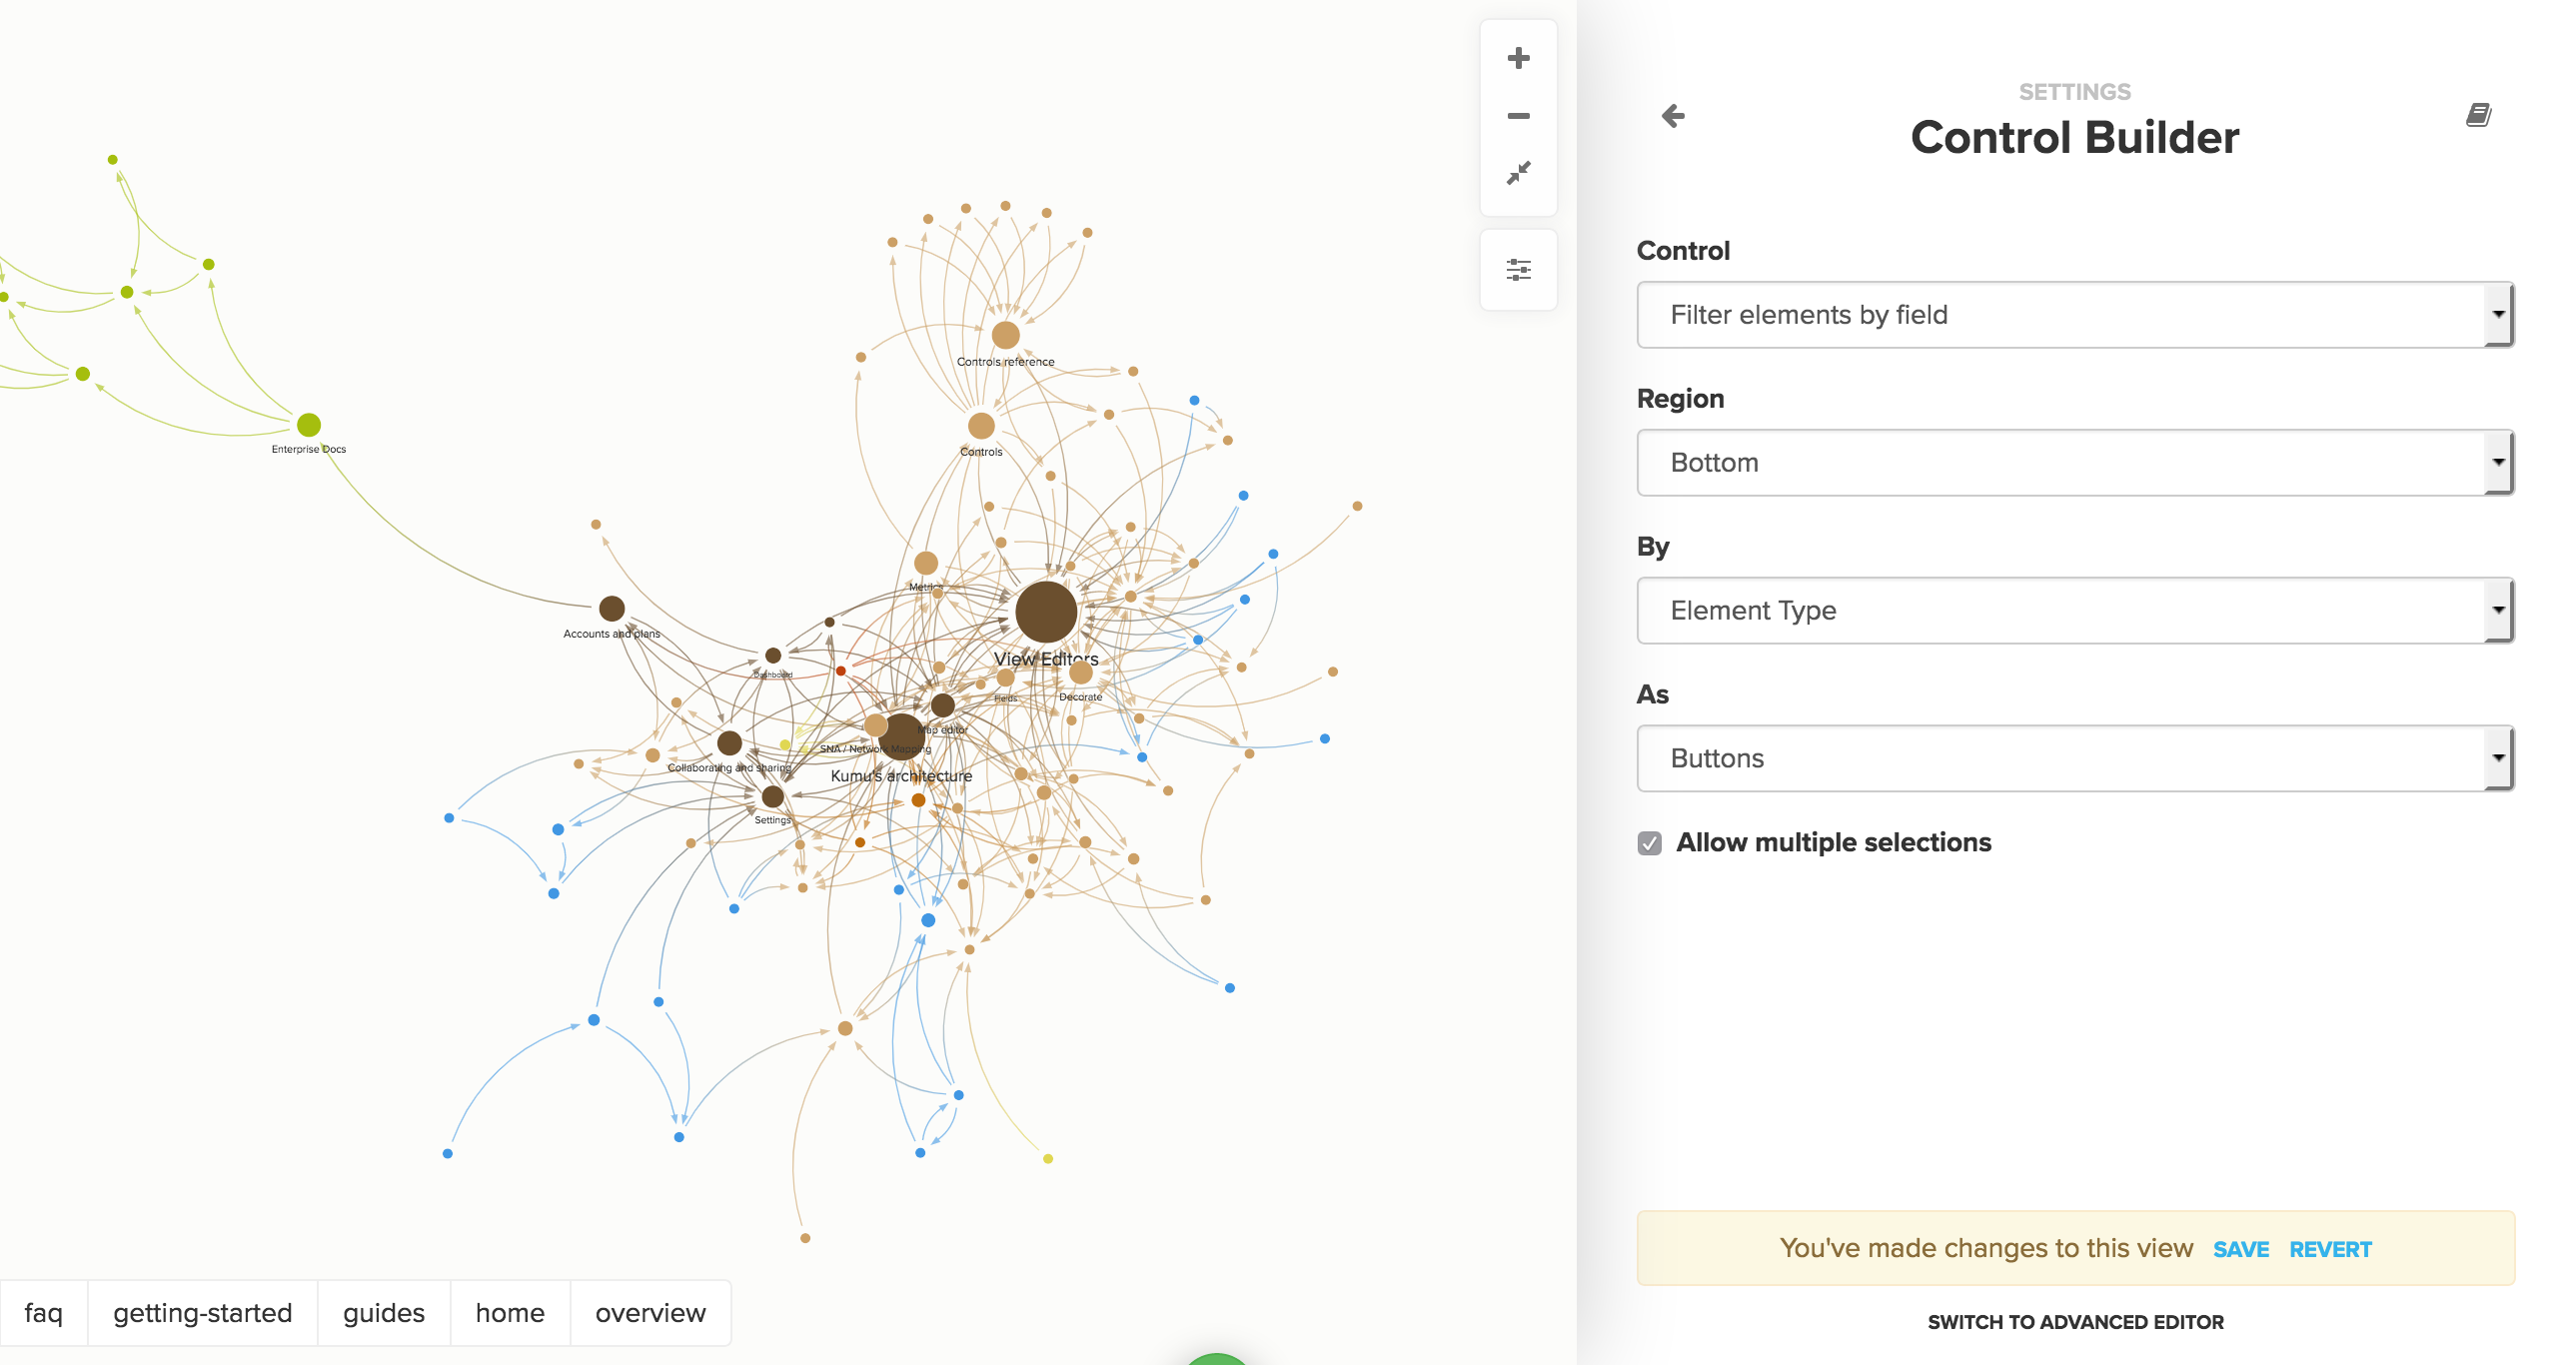 SETTINGS
Control Builder
Control
Filter elements by field
Region
Bottom
By
Element Type
As
Buttons
Allow multiple selections
You've made changes to this view SAVE REVERT
SWITCH TO ADVANCED EDITOR
Controls reference
Controls
Enterprise Docs
Metrics
Accounts and plans
View Editors
Dashboard
Fields
Decorate
Map editor
SNA / Network Mapping
Collaborating and sharing
Kumu's architecture
Settings
faq getting-started guides home overview